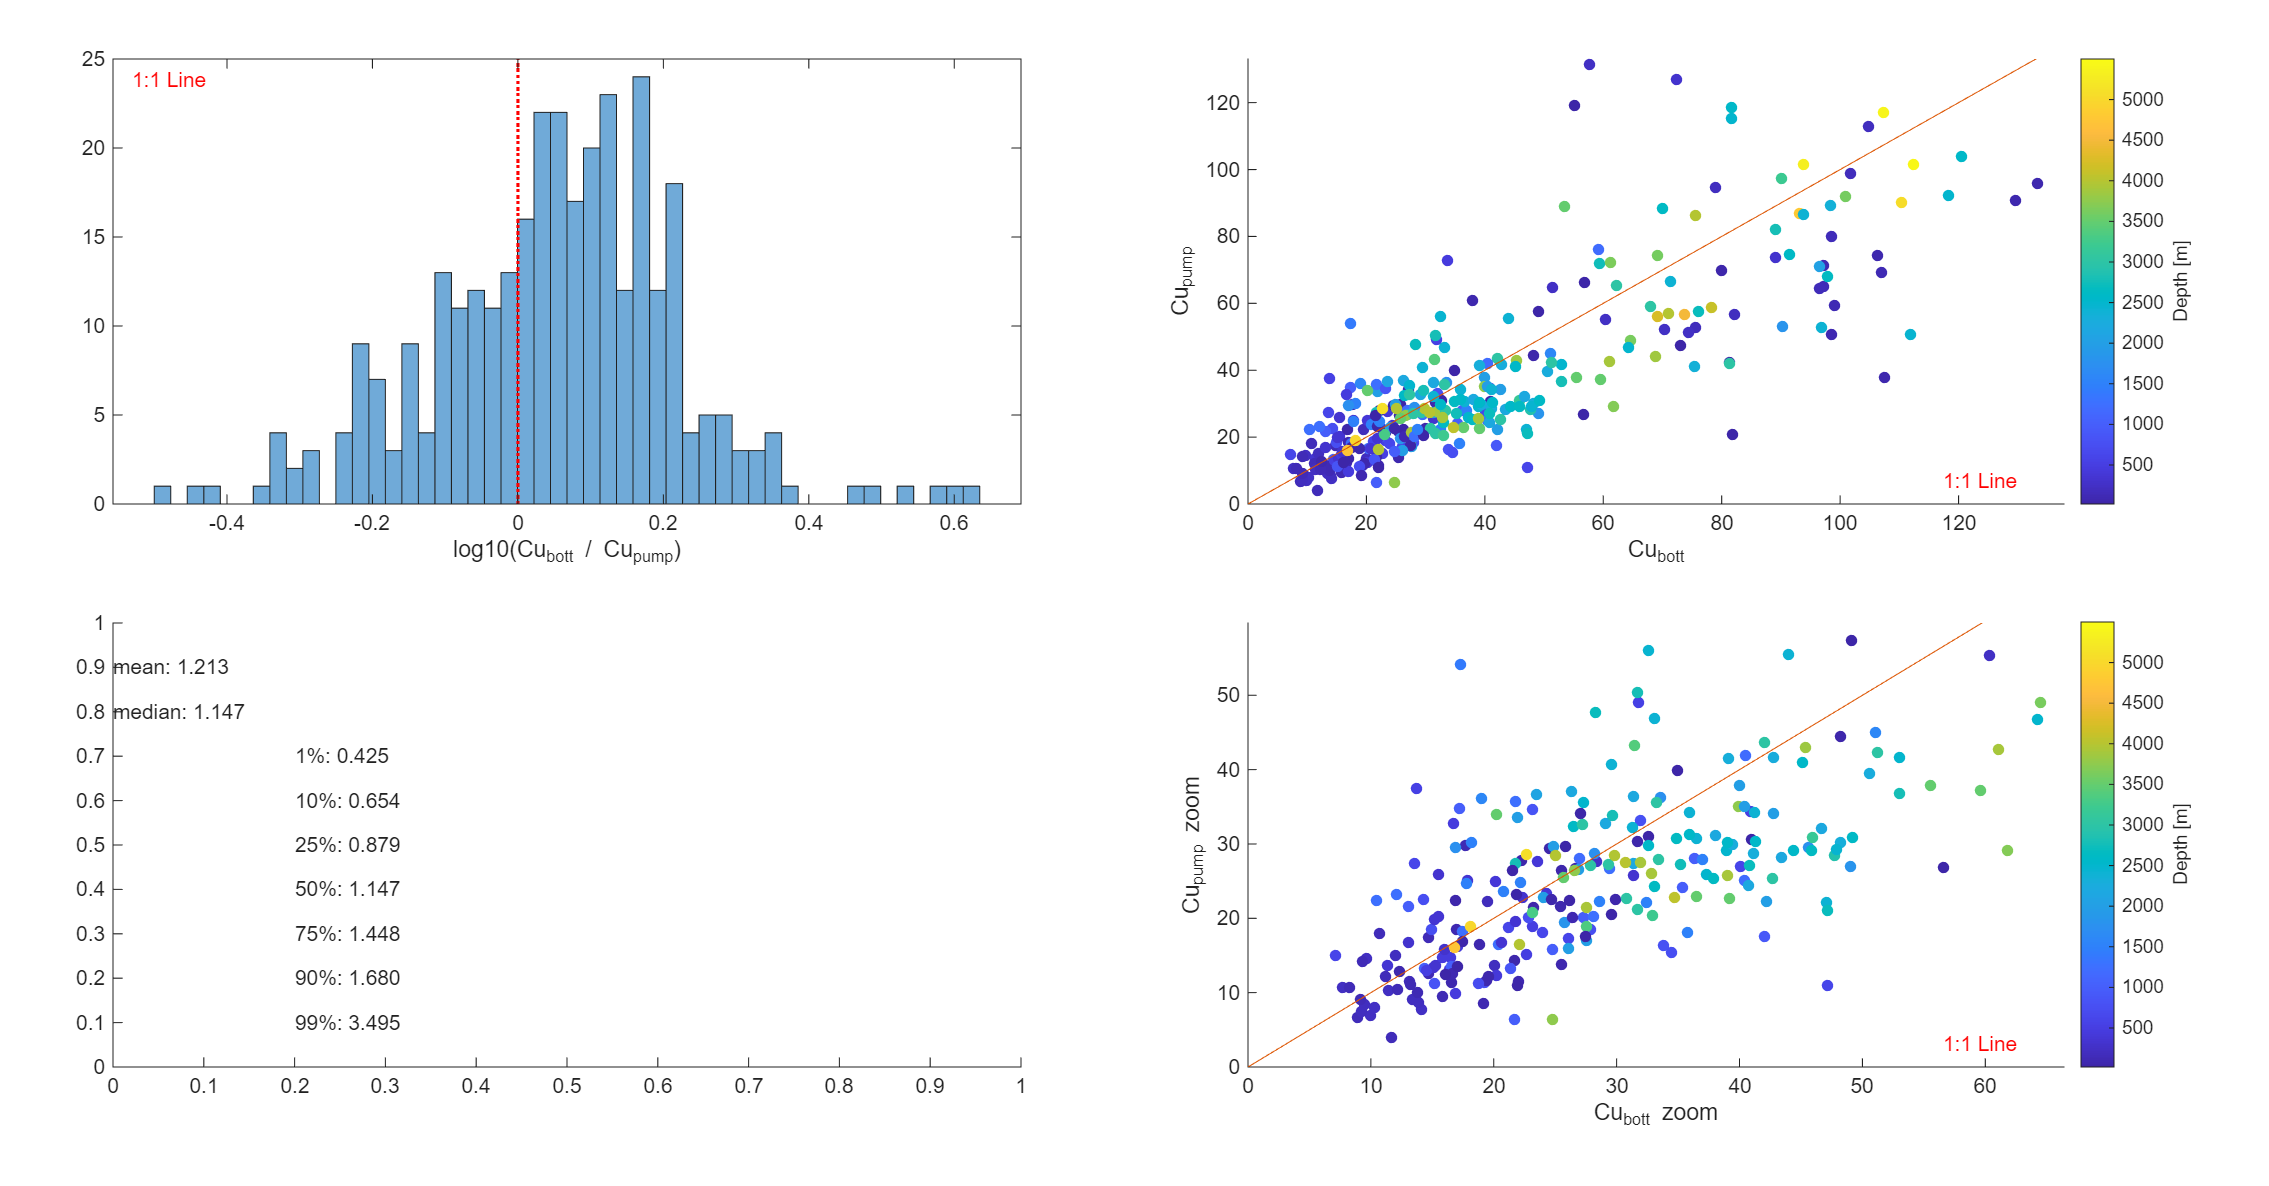 25
20
15
10
5
0
1:1 Line
-0.4 -0.2 0 0.2 0.4 0.6
log10(Cu_bott / Cu_pump)
120
100
80
60
40
20
0
Cu_pump
1:1 Line
0 20 40 60 80 100 120
Cu_bott
5000
4500
4000
3500
3000
2500
2000
1500
1000
500
Depth [m]
1
0.9 mean: 1.213
0.8 median: 1.147
0.7 1%: 0.425
0.6 10%: 0.654
0.5 25%: 0.879
0.4 50%: 1.147
0.3 75%: 1.448
0.2 90%: 1.680
0.1 99%: 3.495
0
0 0.1 0.2 0.3 0.4 0.5 0.6 0.7 0.8 0.9 1
50
40
30
20
10
0
Cu_pump zoom
1:1 Line
0 10 20 30 40 50 60
Cu_bott zoom
5000
4500
4000
3500
3000
2500
2000
1500
1000
500
Depth [m]